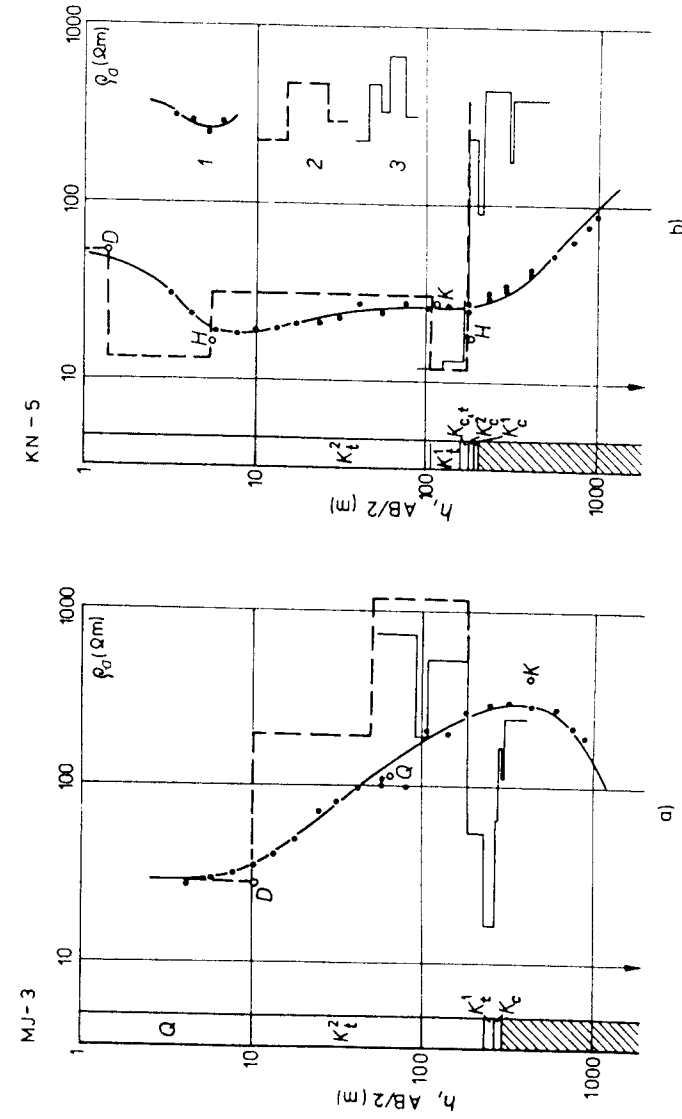 MJ-3
10
100
1000
ρa (Ωm)
1
10
100
1000
h, AB/2 (m)
Q
K²t
K¹t
Kc
D
Q
K
a)
KN-5
10
100
1000
ρa (Ωm)
1
10
100
1000
h, AB/2 (m)
K²t
K¹t
Kc,t
K²c
K¹c
D
H
K
H
1
2
3
b)